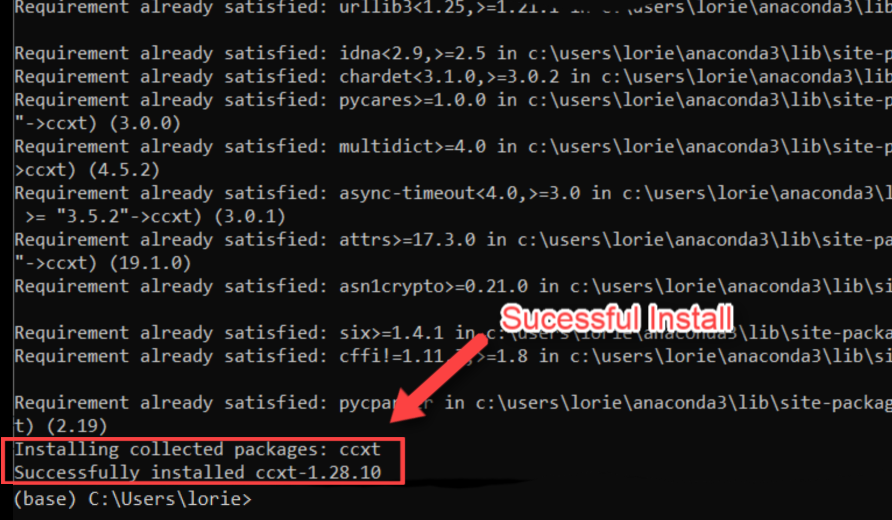 Requirement already satisfied: urllib3<1.25,>=1.21.1 in c:\users\lorie\anaconda3\lib
Requirement already satisfied: idna<2.9,>=2.5 in c:\users\lorie\anaconda3\lib\site-p
Requirement already satisfied: chardet<3.1.0,>=3.0.2 in c:\users\lorie\anaconda3\lib
Requirement already satisfied: pycares>=1.0.0 in c:\users\lorie\anaconda3\lib\site-p
"->ccxt) (3.0.0)
Requirement already satisfied: multidict>=4.0 in c:\users\lorie\anaconda3\lib\site-pa
>ccxt) (4.5.2)
Requirement already satisfied: async-timeout<4.0,>=3.0 in c:\users\lorie\anaconda3\l
>= "3.5.2"->ccxt) (3.0.1)
Requirement already satisfied: attrs>=17.3.0 in c:\users\lorie\anaconda3\lib\site-pa
"->ccxt) (19.1.0)
Requirement already satisfied: asn1crypto>=0.21.0 in c:\users\lorie\anaconda3\lib\si
Sucessful Install
Requirement already satisfied: six>=1.4.1 in c:\users\lorie\anaconda3\lib\site-packa
Requirement already satisfied: >=1.8 in c:\users\lorie\anaconda3\lib\si
Requirement already satisfied: in c:\users\lorie\anaconda3\lib\site-packag
t) (2.19)
Installing collected packages: ccxt
Successfully installed ccxt-1.28.10
(base) C:\Users\lorie>